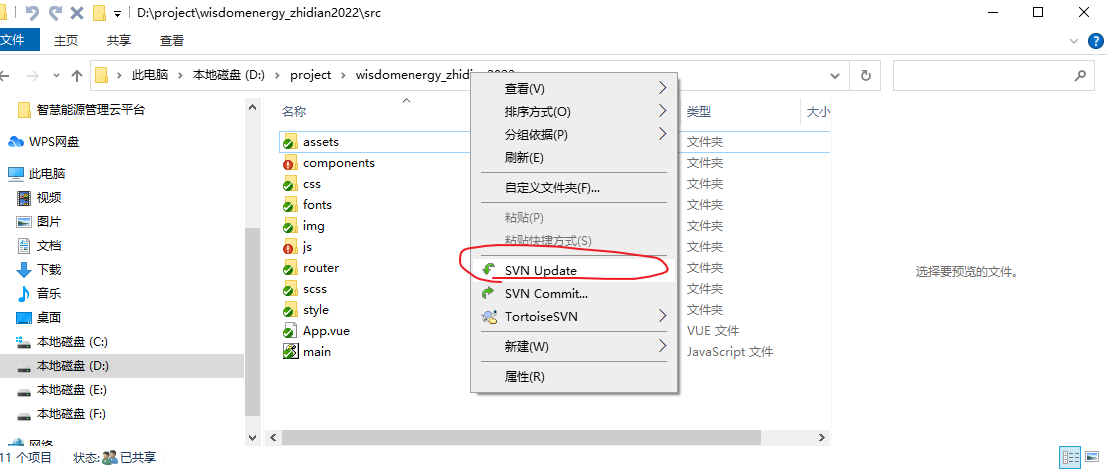 D:\project\wisdomenergy_zhidian2022\src
文件 主页 共享 查看
此电脑 本地磁盘 (D:) project wisdomenergy_zhidian2022
智慧能源管理云平台
WPS网盘
此电脑
视频
图片
文档
下载
音乐
桌面
本地磁盘 (C:)
本地磁盘 (D:)
本地磁盘 (E:)
本地磁盘 (F:)
网络
名称 类型 大小
assets 文件夹
components 文件夹
css 文件夹
fonts 文件夹
img 文件夹
js 文件夹
router 文件夹
scss 文件夹
style 文件夹
App.vue VUE 文件
main JavaScript 文件
查看(V)
排序方式(O)
分组依据(P)
刷新(E)
自定义文件夹(F)...
粘贴(P)
粘贴快捷方式(S)
SVN Update
SVN Commit...
TortoiseSVN
新建(W)
属性(R)
选择要预览的文件。
11 个项目 状态: 已共享